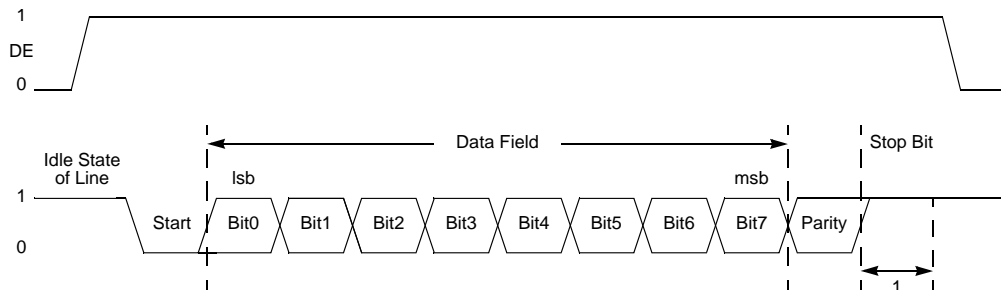 1
DE
0
Data Field
Stop Bit
Idle State
of Line
lsb
msb
1
Start
Bit0
Bit1
Bit2
Bit3
Bit4
Bit5
Bit6
Bit7
Parity
0
1